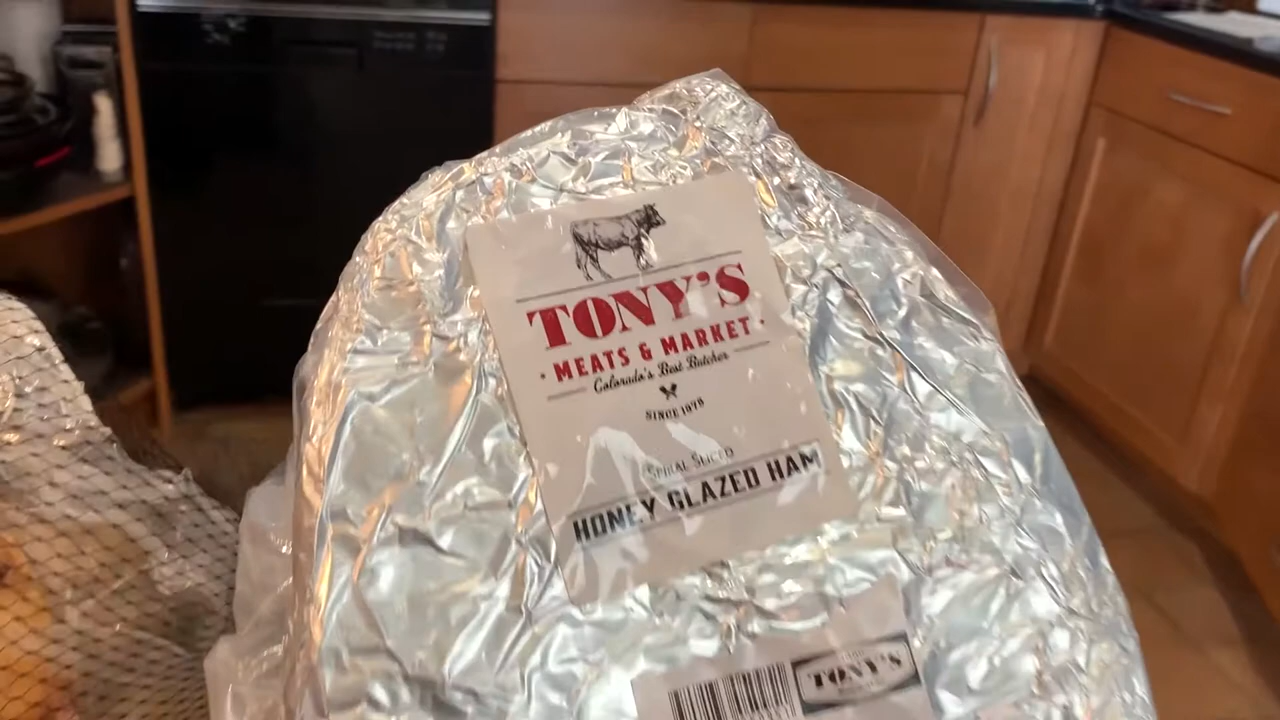 TONY'S
• MEATS & MARKET •
Colorado's Best Butcher
SINCE 1978
SPIRAL SLICED
HONEY GLAZED HAM
TONY'S